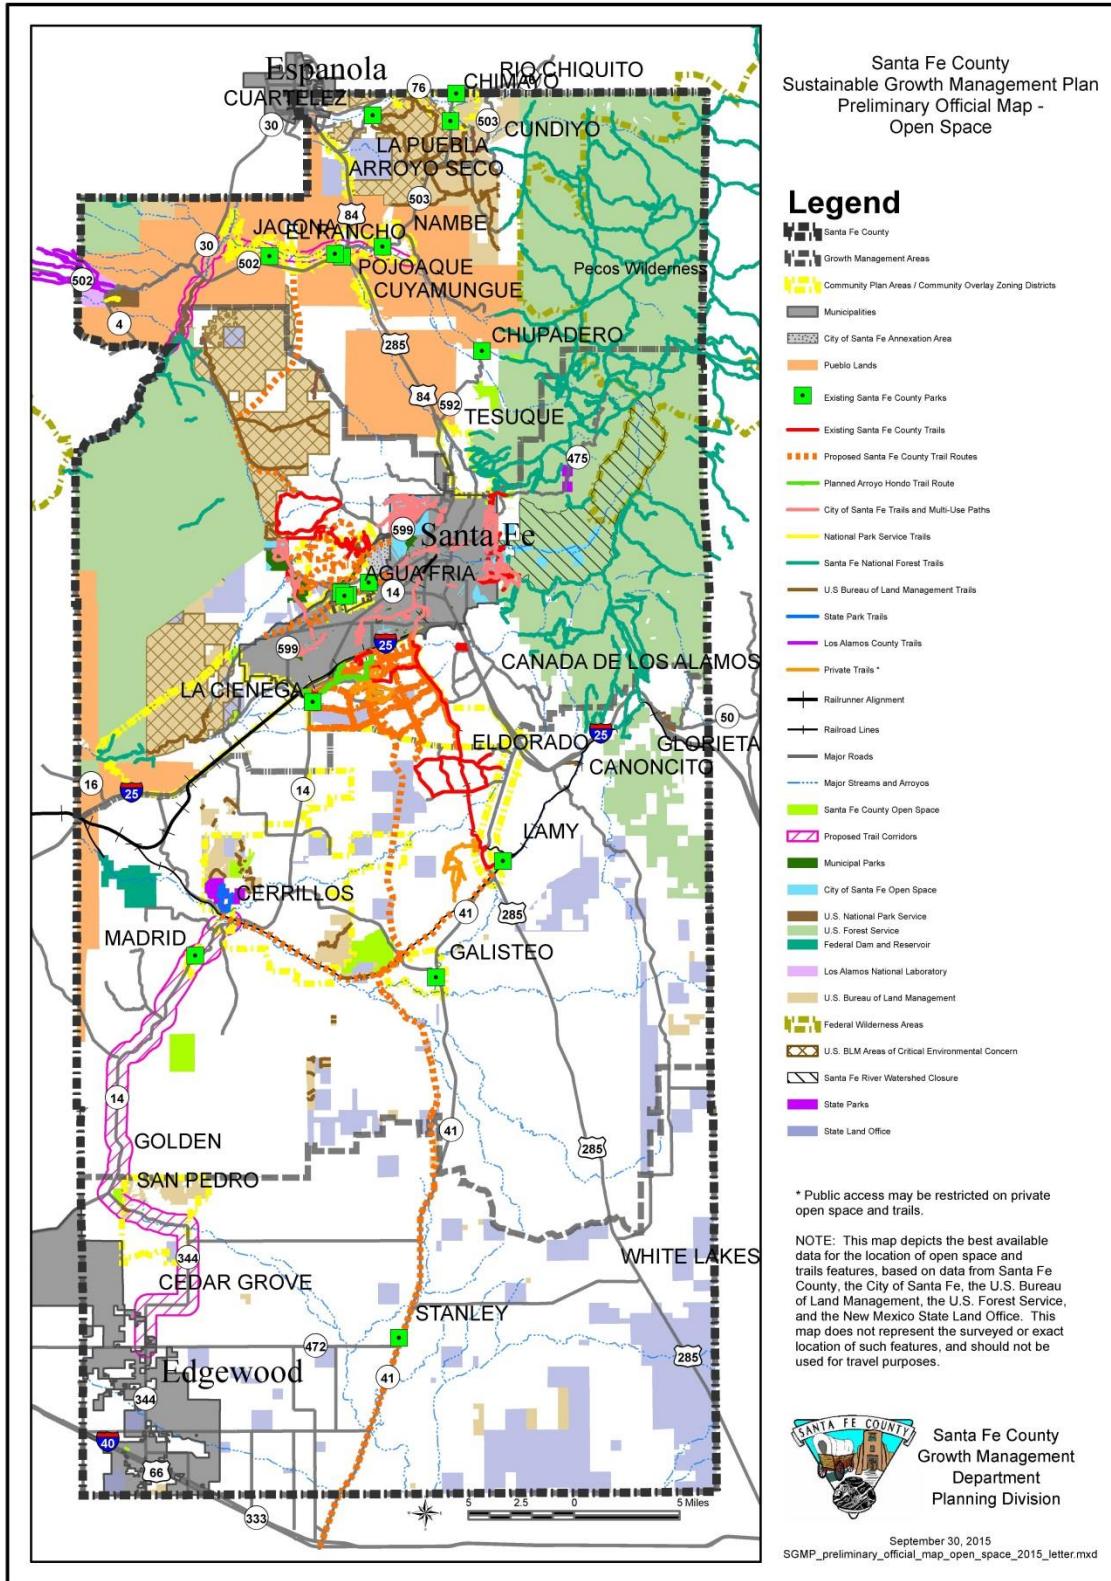 Santa Fe County
Sustainable Growth Management Plan
Preliminary Official Map -
Open Space
Legend
Santa Fe County
Growth Management Areas
Community Plan Areas / Community Overlay Zoning Districts
Municipalities
City of Santa Fe Annexation Area
Pueblo Lands
Existing Santa Fe County Parks
Existing Santa Fe County Trails
Proposed Santa Fe County Trail Routes
Planned Arroyo Hondo Trail Route
City of Santa Fe Trails and Multi-Use Paths
National Park Service Trails
Santa Fe National Forest Trails
U.S Bureau of Land Management Trails
State Park Trails
Los Alamos County Trails
Private Trails *
Railrunner Alignment
Railroad Lines
Major Roads
Major Streams and Arroyos
Santa Fe County Open Space
Proposed Trail Corridors
Municipal Parks
City of Santa Fe Open Space
U.S. National Park Service
U.S. Forest Service
Federal Dam and Reservoir
Los Alamos National Laboratory
U.S. Bureau of Land Management
Federal Wilderness Areas
U.S. BLM Areas of Critical Environmental Concern
Santa Fe River Watershed Closure
State Parks
State Land Office
* Public access may be restricted on private
open space and trails.
NOTE: This map depicts the best available
data for the location of open space and
trails features, based on data from Santa Fe
County, the City of Santa Fe, the U.S. Bureau
of Land Management, the U.S. Forest Service,
and the New Mexico State Land Office. This
map does not represent the surveyed or exact
location of such features, and should not be
used for travel purposes.
SANTA FE COUNTY
Santa Fe County
Growth Management
Department
Planning Division
September 30, 2015
SGMP_preliminary_official_map_open_space_2015_letter.mxd
Espanola
RIO CHIQUITO
CHIMAYO
76
CUARTELEZ
30
503
CUNDIYO
LA PUEBLA
ARROYO SECO
503
84
NAMBE
JACONA
EL RANCHO
30
502
POJOAQUE
Pecos Wilderness
502
CUYAMUNGUE
4
CHUPADERO
285
84
592
TESUQUE
475
599
Santa Fe
AGUA FRIA
14
599
25
CANADA DE LOS ALAMOS
LA CIENEGA
50
25
ELDORADO
GLORIETA
CANONCITO
16
25
14
LAMY
CERRILLOS
41
285
MADRID
GALISTEO
14
41
GOLDEN
285
SAN PEDRO
344
WHITE LAKES
CEDAR GROVE
STANLEY
472
285
Edgewood
41
344
40
66
333
5 2.5 0 5 Miles